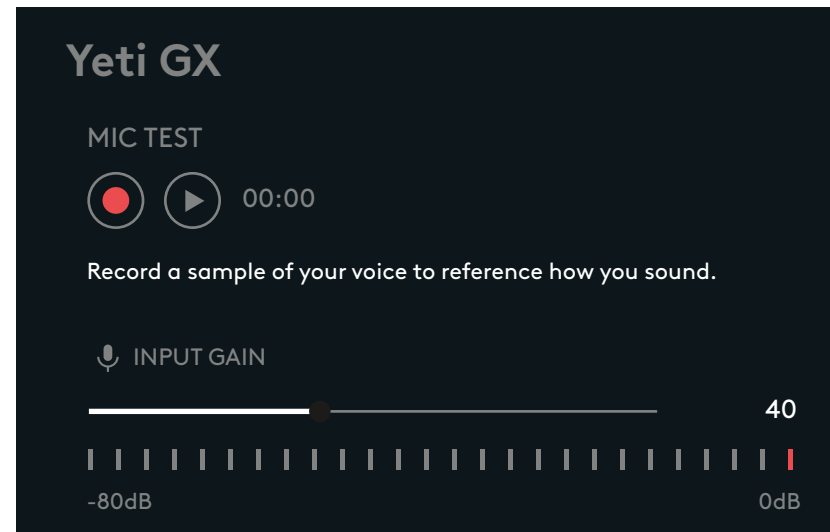 Yeti GX
MIC TEST
00:00
Record a sample of your voice to reference how you sound.
INPUT GAIN
40
-80dB 0dB